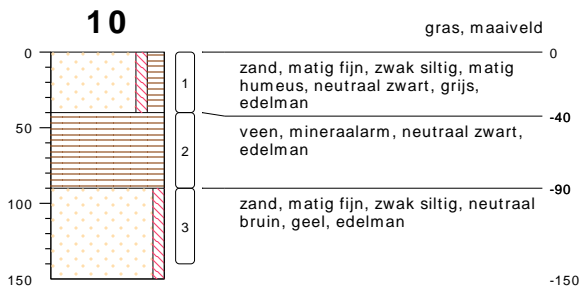 10
gras, maaiveld
0
50
100
150
1
2
3
zand, matig fijn, zwak siltig, matig
humeus, neutraal zwart, grijs,
edelman
veen, mineraalarm, neutraal zwart,
edelman
zand, matig fijn, zwak siltig, neutraal
bruin, geel, edelman
0
-40
-90
-150